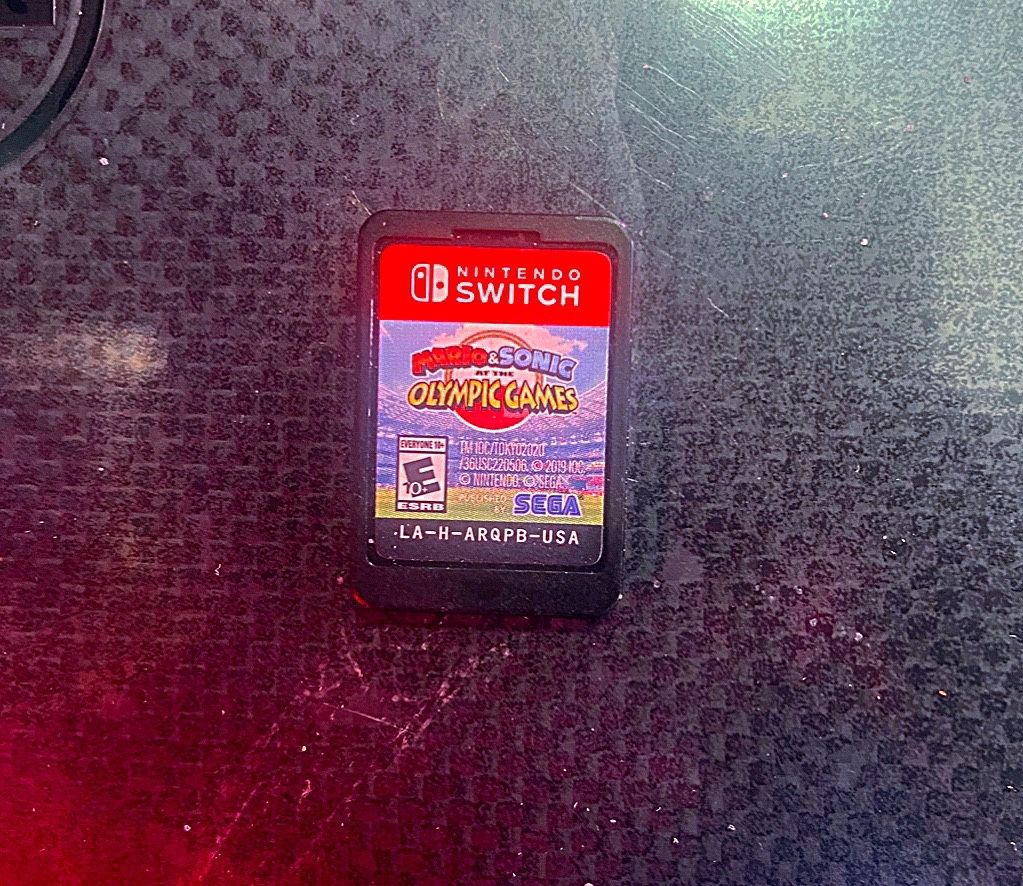 NINTENDO
SWITCH
MARIO & SONIC
AT THE
OLYMPIC GAMES
EVERYONE 10+
E
10+
ESRB
TM IOC/TOKYO2020
/36USC220506. © 2019 IOC.
© NINTENDO. © SEGA.
PUBLISHED
BY
SEGA
LA-H-ARQPB-USA